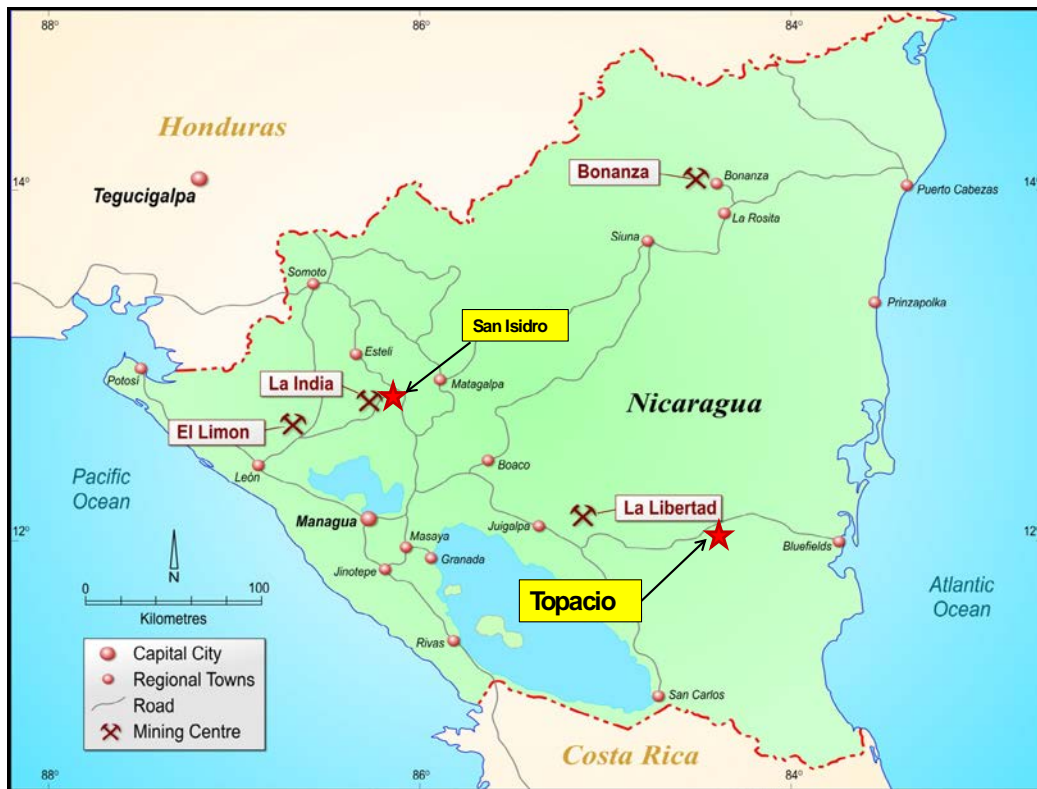 88°
86°
84°
Honduras
Tegucigalpa
14°
Bonanza
Bonanza
14°
Puerto Cabezas
La Rosita
Siuna
Somoto
Prinzapolka
San Isidro
Esteli
Potosí
La India
Matagalpa
Nicaragua
El Limon
León
Boaco
Pacific
Ocean
La Libertad
Managua
Juigalpa
12°
Masaya
Granada
Bluefields
12°
Jinotepe
N
0
100
Kilometres
Topacio
Atlantic
Ocean
Rivas
Capital City
Regional Towns
Road
Mining Centre
San Carlos
Costa Rica
88°
86°
84°